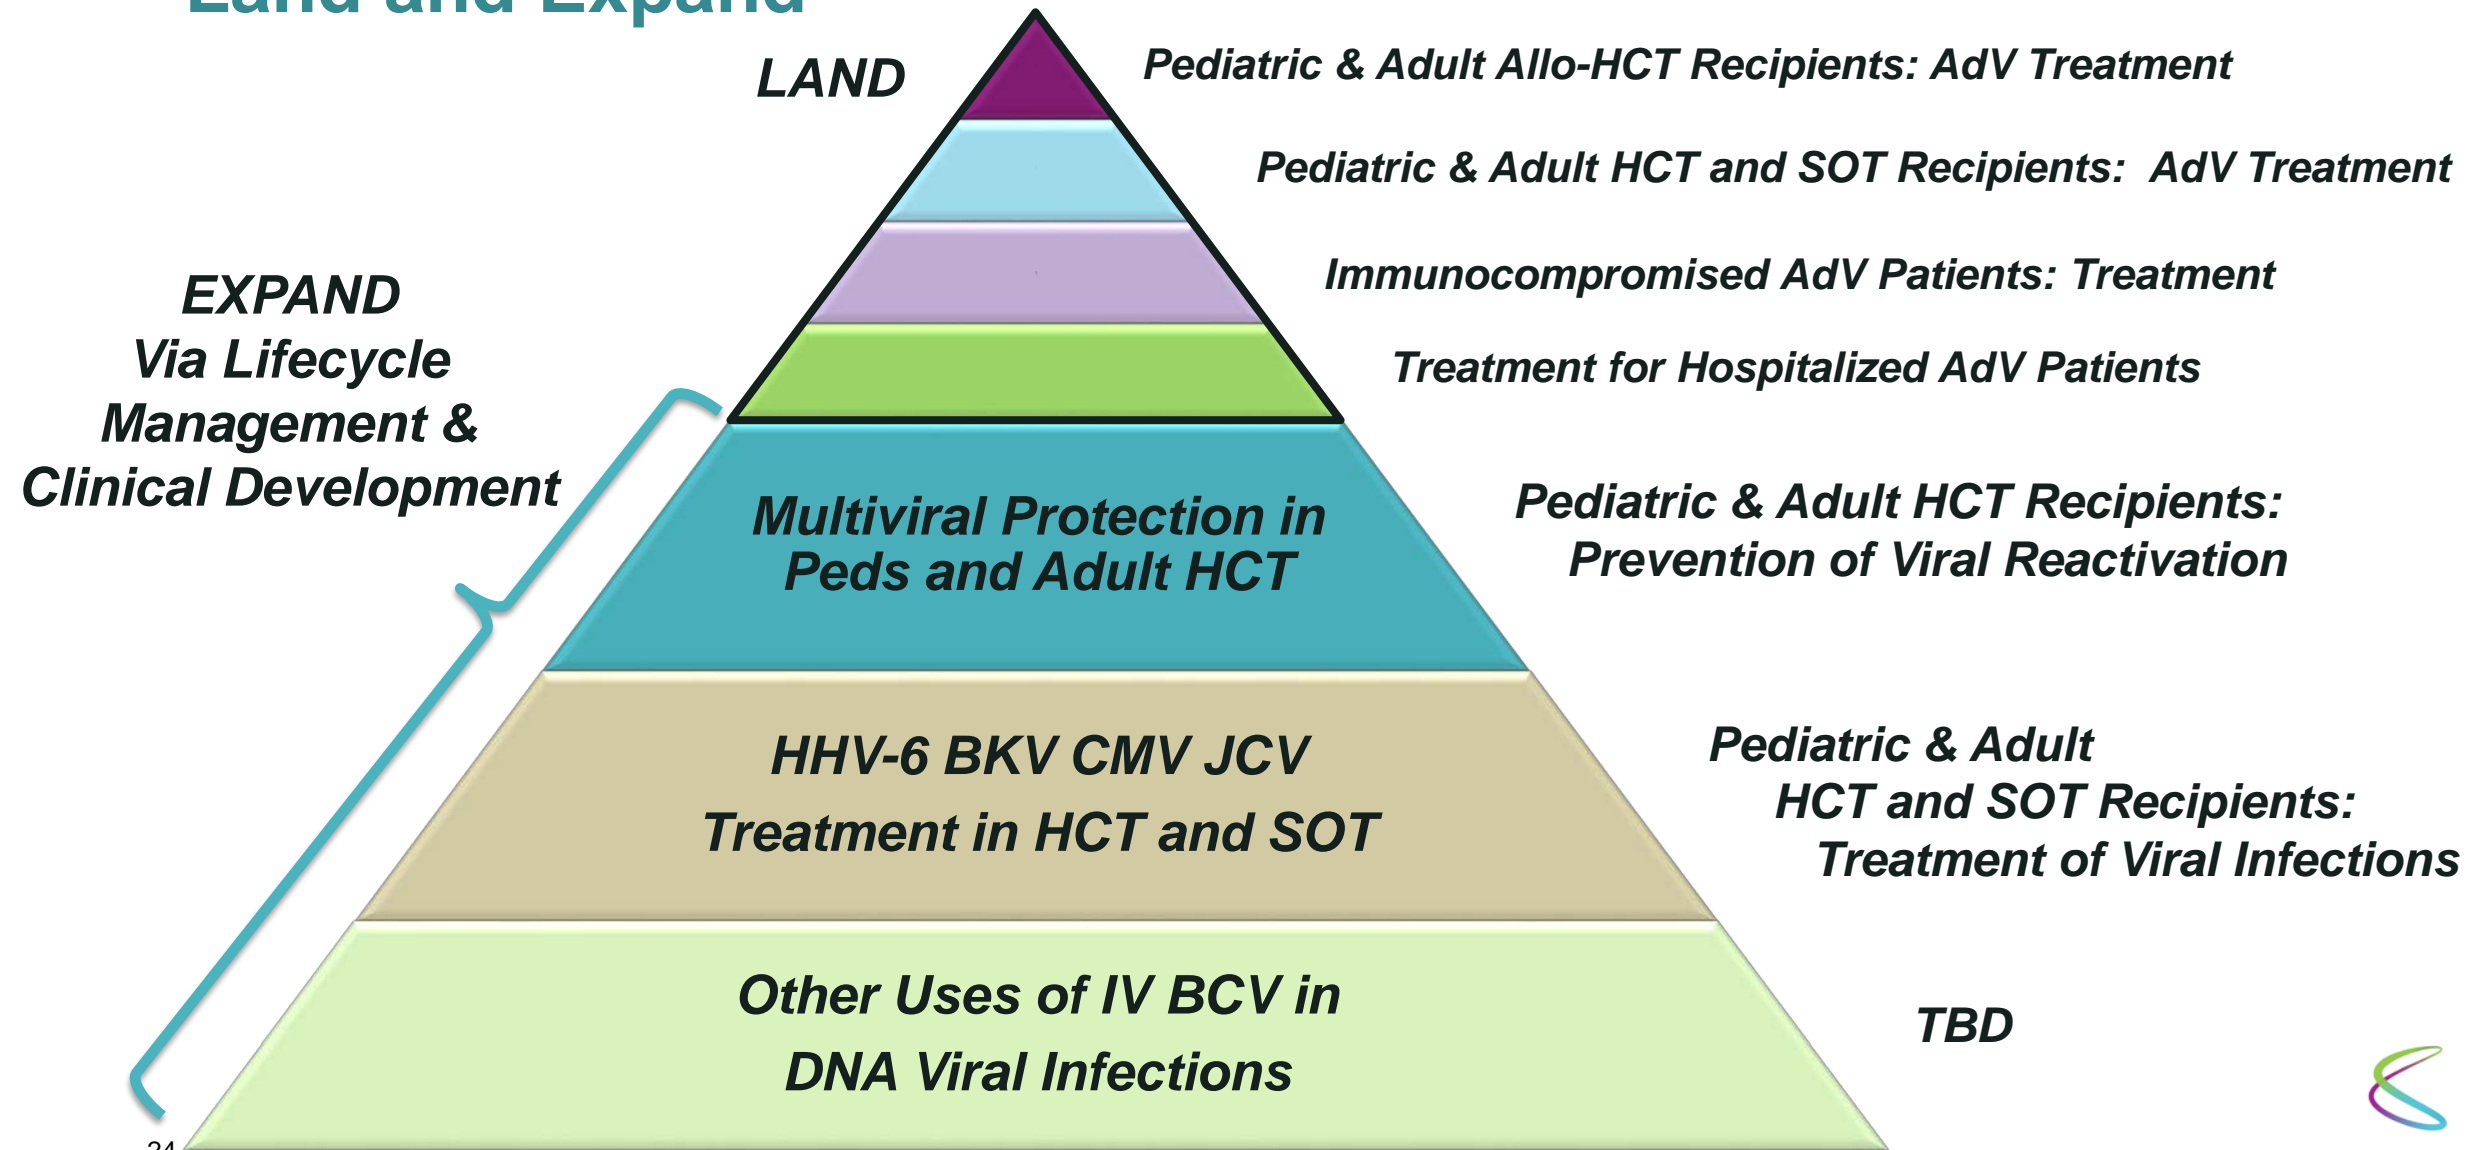 Land and Expand
LAND
Pediatric & Adult Allo-HCT Recipients: AdV Treatment
Pediatric & Adult HCT and SOT Recipients: AdV Treatment
Immunocompromised AdV Patients: Treatment
Treatment for Hospitalized AdV Patients
EXPAND
Via Lifecycle
Management &
Clinical Development
Multiviral Protection in
Peds and Adult HCT
Pediatric & Adult HCT Recipients:
Prevention of Viral Reactivation
HHV-6 BKV CMV JCV
Treatment in HCT and SOT
Pediatric & Adult
HCT and SOT Recipients:
Treatment of Viral Infections
Other Uses of IV BCV in
DNA Viral Infections
TBD
24